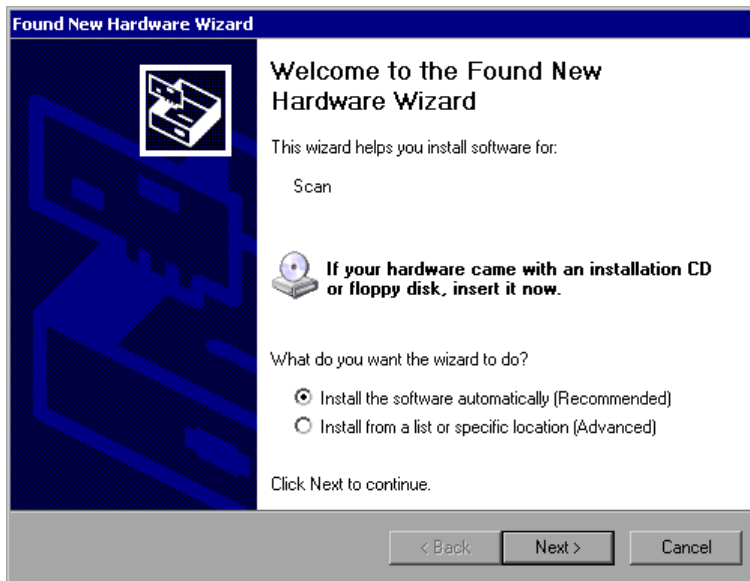 Found New Hardware Wizard
Welcome to the Found New
Hardware Wizard
This wizard helps you install software for:
Scan
If your hardware came with an installation CD
or floppy disk, insert it now.
What do you want the wizard to do?
Install the software automatically (Recommended)
Install from a list or specific location (Advanced)
Click Next to continue.
< Back
Next >
Cancel